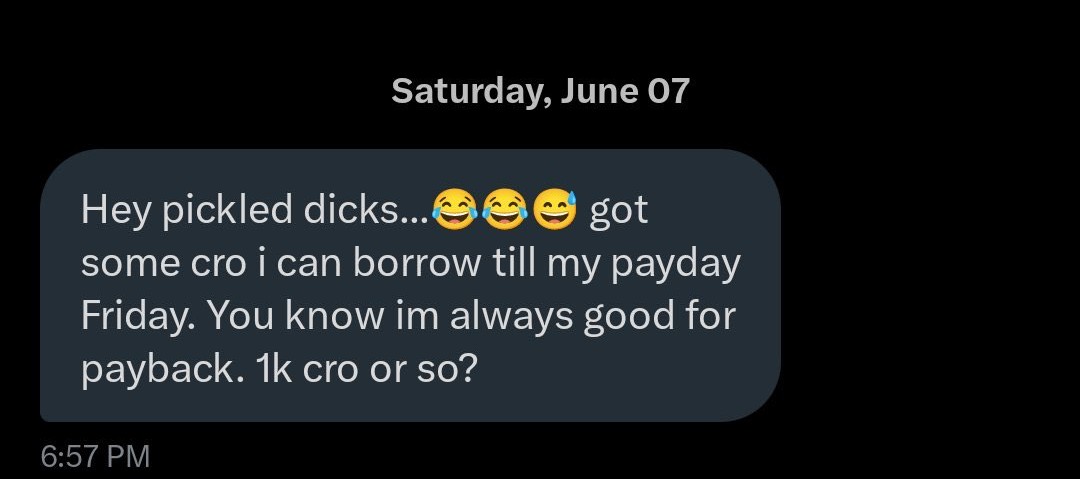 Saturday, June 07
Hey pickled dicks...😂😂😅 got
some cro i can borrow till my payday
Friday. You know im always good for
payback. 1k cro or so?
6:57 PM